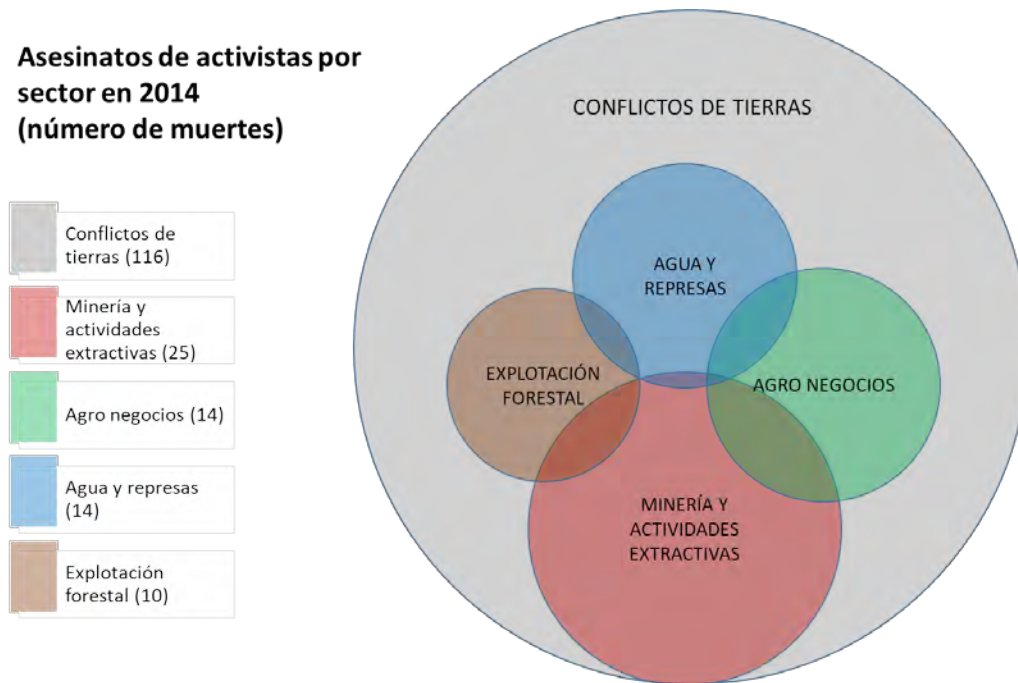 Asesinatos de activistas por
sector en 2014
(número de muertes)
Conflictos de
tierras (116)
Minería y
actividades
extractivas (25)
Agro negocios (14)
Agua y represas
(14)
Explotación
forestal (10)
CONFLICTOS DE TIERRAS
AGUA Y
REPRESAS
EXPLOTACIÓN
FORESTAL
AGRO NEGOCIOS
MINERÍA Y
ACTIVIDADES
EXTRACTIVAS